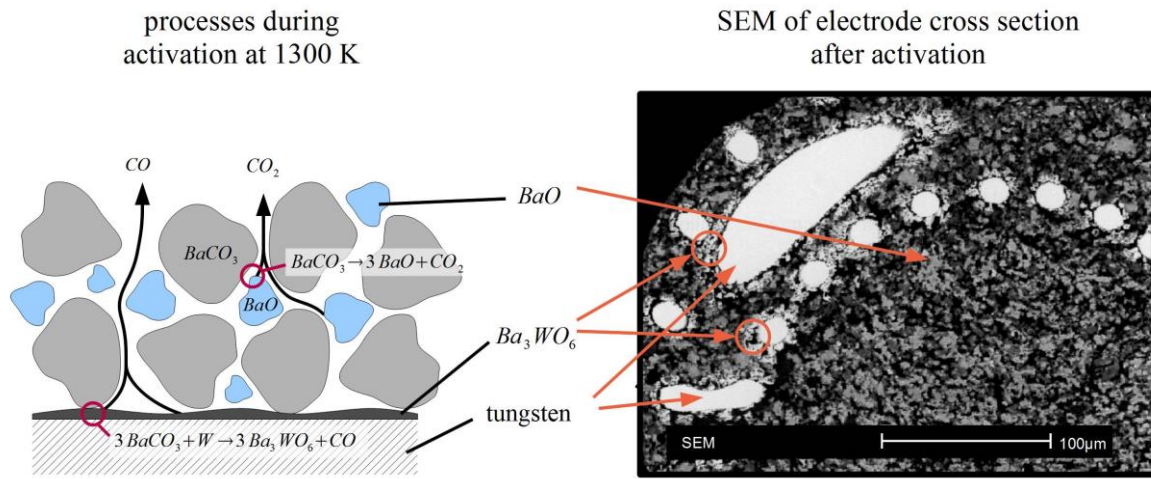 processes during
activation at 1300 K
SEM of electrode cross section
after activation
CO
CO₂
BaO
BaCO₃
BaCO₃→3 BaO+CO₂
BaO
Ba₃WO₆
tungsten
3 BaCO₃+W→3 Ba₃WO₆+CO
SEM
100µm